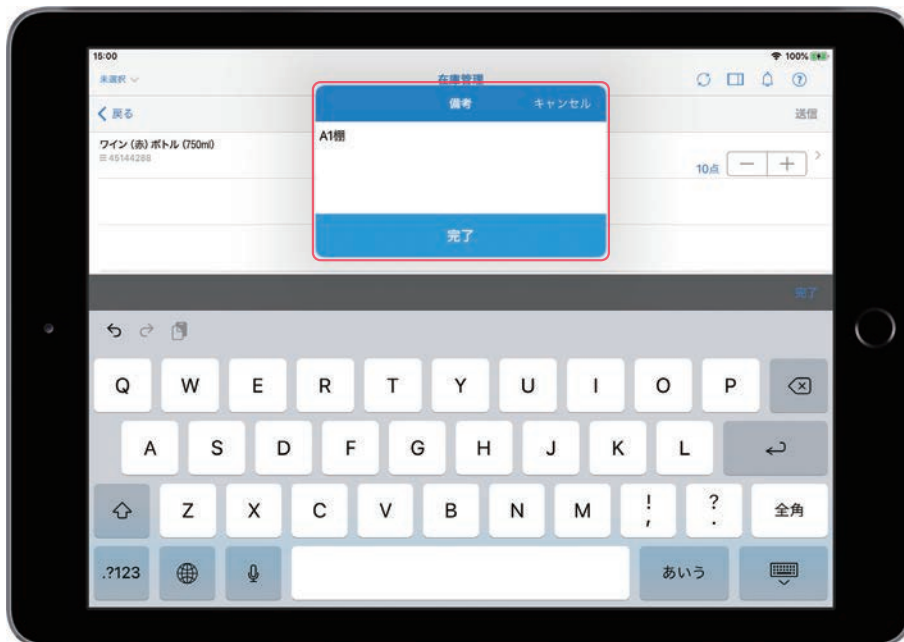 15:00
100%
未選択
在庫管理
戻る
送信
備考
キャンセル
A1棚
ワイン (赤) ボトル (750ml)
45144288
10点
完了
完了
Q W E R T Y U I O P
A S D F G H J K L
Z X C V B N M ! , ? . 全角
.?123 あいう